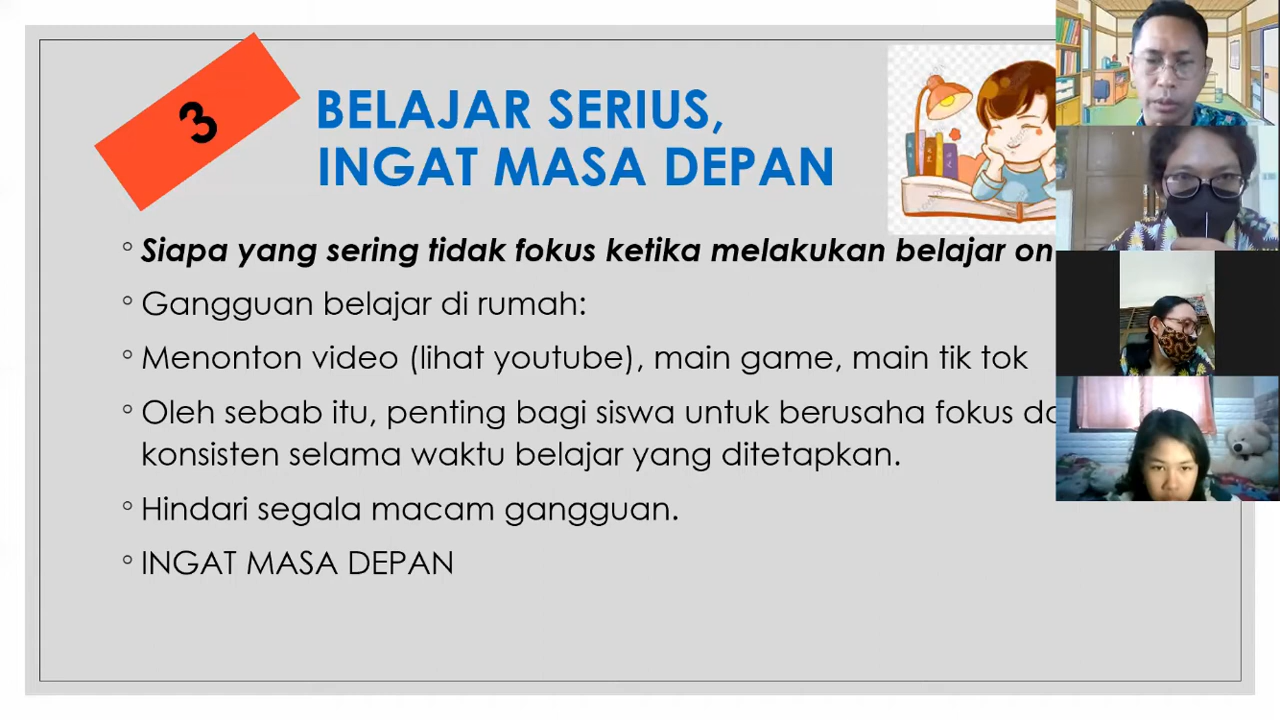 3
BELAJAR SERIUS,
INGAT MASA DEPAN
Siapa yang sering tidak fokus ketika melakukan belajar on
Gangguan belajar di rumah:
Menonton video (lihat youtube), main game, main tik tok
Oleh sebab itu, penting bagi siswa untuk berusaha fokus
konsisten selama waktu belajar yang ditetapkan.
Hindari segala macam gangguan.
INGAT MASA DEPAN